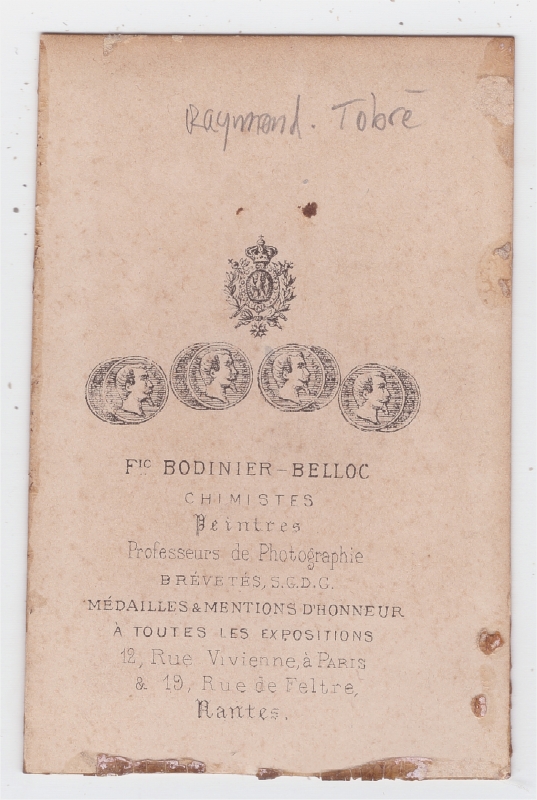 Raymond. Tobrē
Fic BODINIER-BELLOC
CHIMISTES
Peintres
Professeurs de Photographie
BRÉVETÉS, S.G.D.G.
MÉDAILLES & MENTIONS D'HONNEUR
À TOUTES LES EXPOSITIONS
12, Rue Vivienne, à PARIS
& 19, Rue de Feltre,
Nantes.